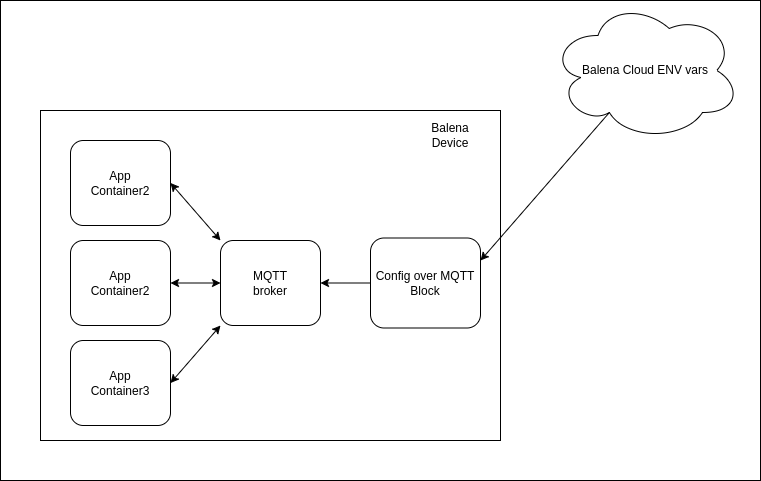 Balena Cloud ENV vars
Balena
Device
App
Container2
App
Container2
MQTT
broker
Config over MQTT
Block
App
Container3